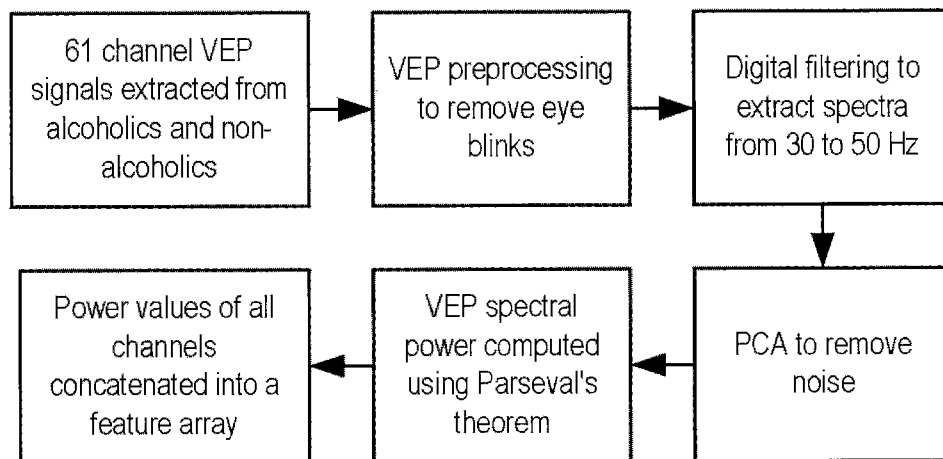 61 channel VEP
signals extracted from
alcoholics and non-
alcoholics
VEP preprocessing
to remove eye
blinks
Digital filtering to
extract spectra
from 30 to 50 Hz
PCA to remove
noise
VEP spectral
power computed
using Parseval's
theorem
Power values of all
channels
concatenated into a
feature array